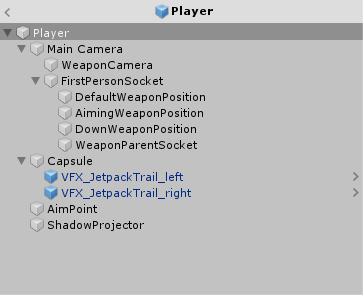 Player
Player
Main Camera
WeaponCamera
FirstPersonSocket
DefaultWeaponPosition
AimingWeaponPosition
DownWeaponPosition
WeaponParentSocket
Capsule
VFX_JetpackTrail_left
VFX_JetpackTrail_right
AimPoint
ShadowProjector